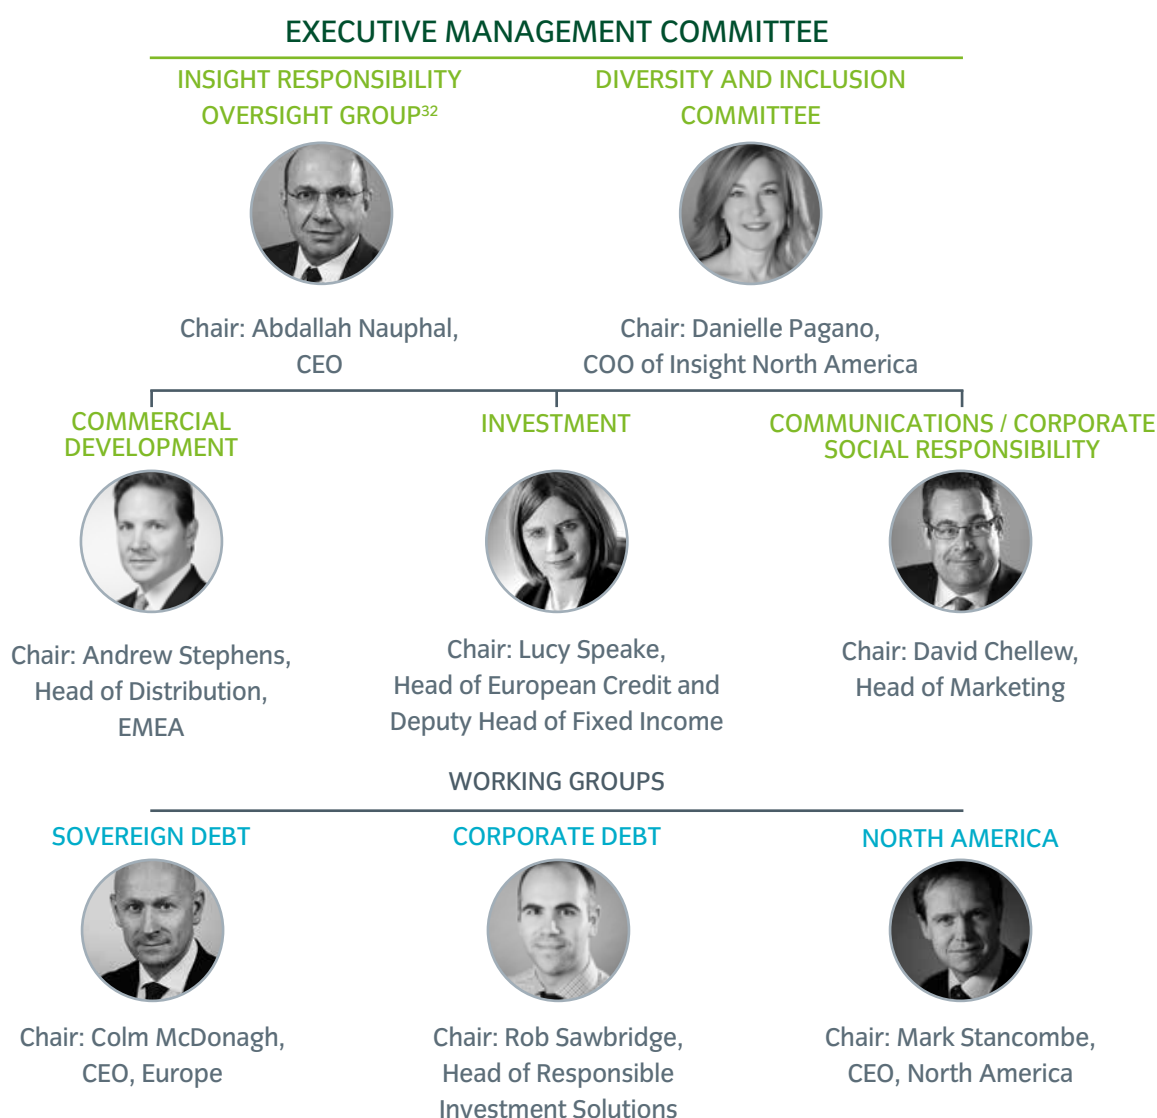 EXECUTIVE MANAGEMENT COMMITTEE
INSIGHT RESPONSIBILITY
OVERSIGHT GROUP³²
DIVERSITY AND INCLUSION
COMMITTEE
Chair: Abdallah Nauphal,
CEO
Chair: Danielle Pagano,
COO of Insight North America
COMMERCIAL
DEVELOPMENT
INVESTMENT
COMMUNICATIONS / CORPORATE
SOCIAL RESPONSIBILITY
Chair: Andrew Stephens,
Head of Distribution,
EMEA
Chair: Lucy Speake,
Head of European Credit and
Deputy Head of Fixed Income
Chair: David Chellew,
Head of Marketing
WORKING GROUPS
SOVEREIGN DEBT
CORPORATE DEBT
NORTH AMERICA
Chair: Colm McDonagh,
CEO, Europe
Chair: Rob Sawbridge,
Head of Responsible
Investment Solutions
Chair: Mark Stancombe,
CEO, North America